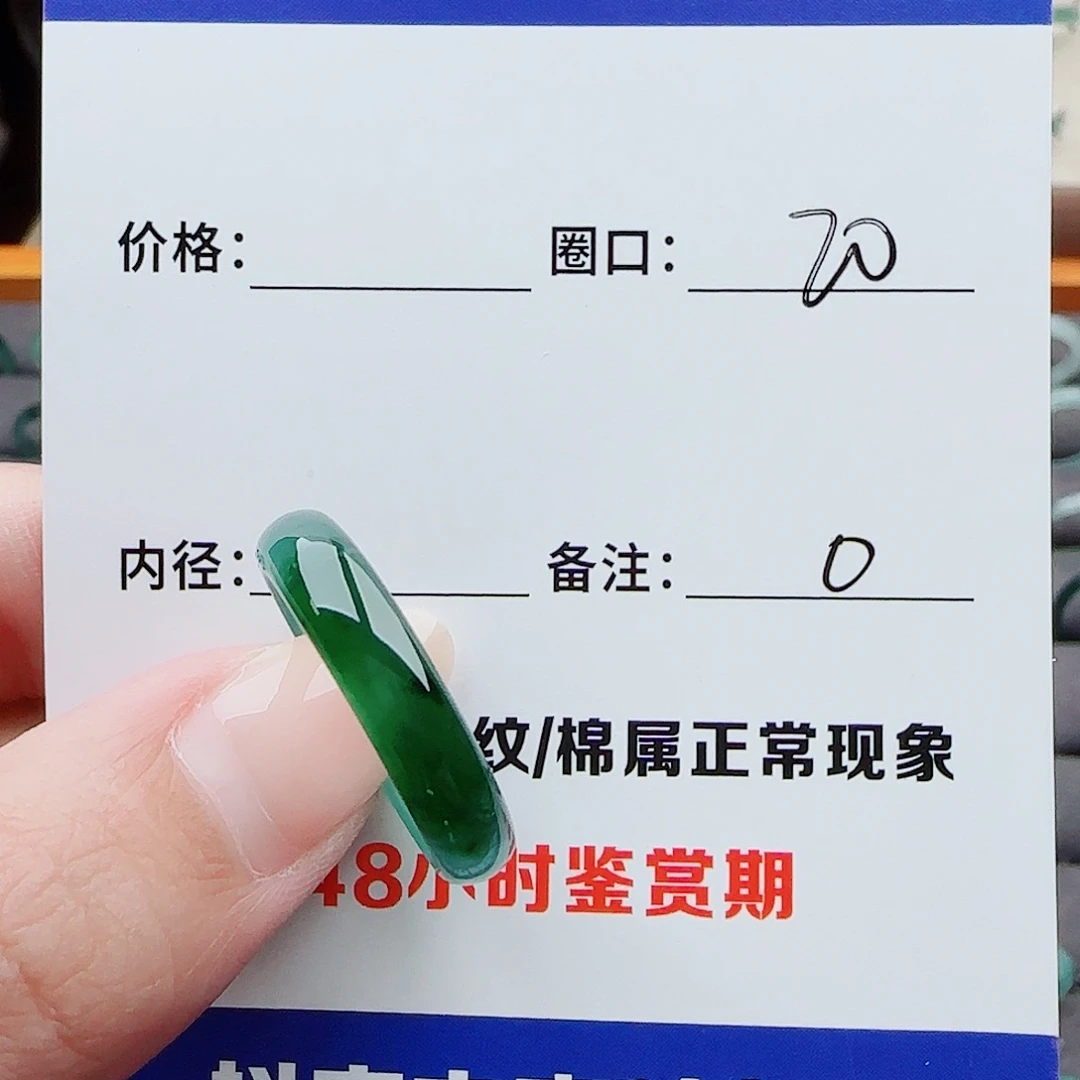 价格： 圈口： 20
内径： 备注： 0
纹/棉属正常现象
48小时鉴赏期